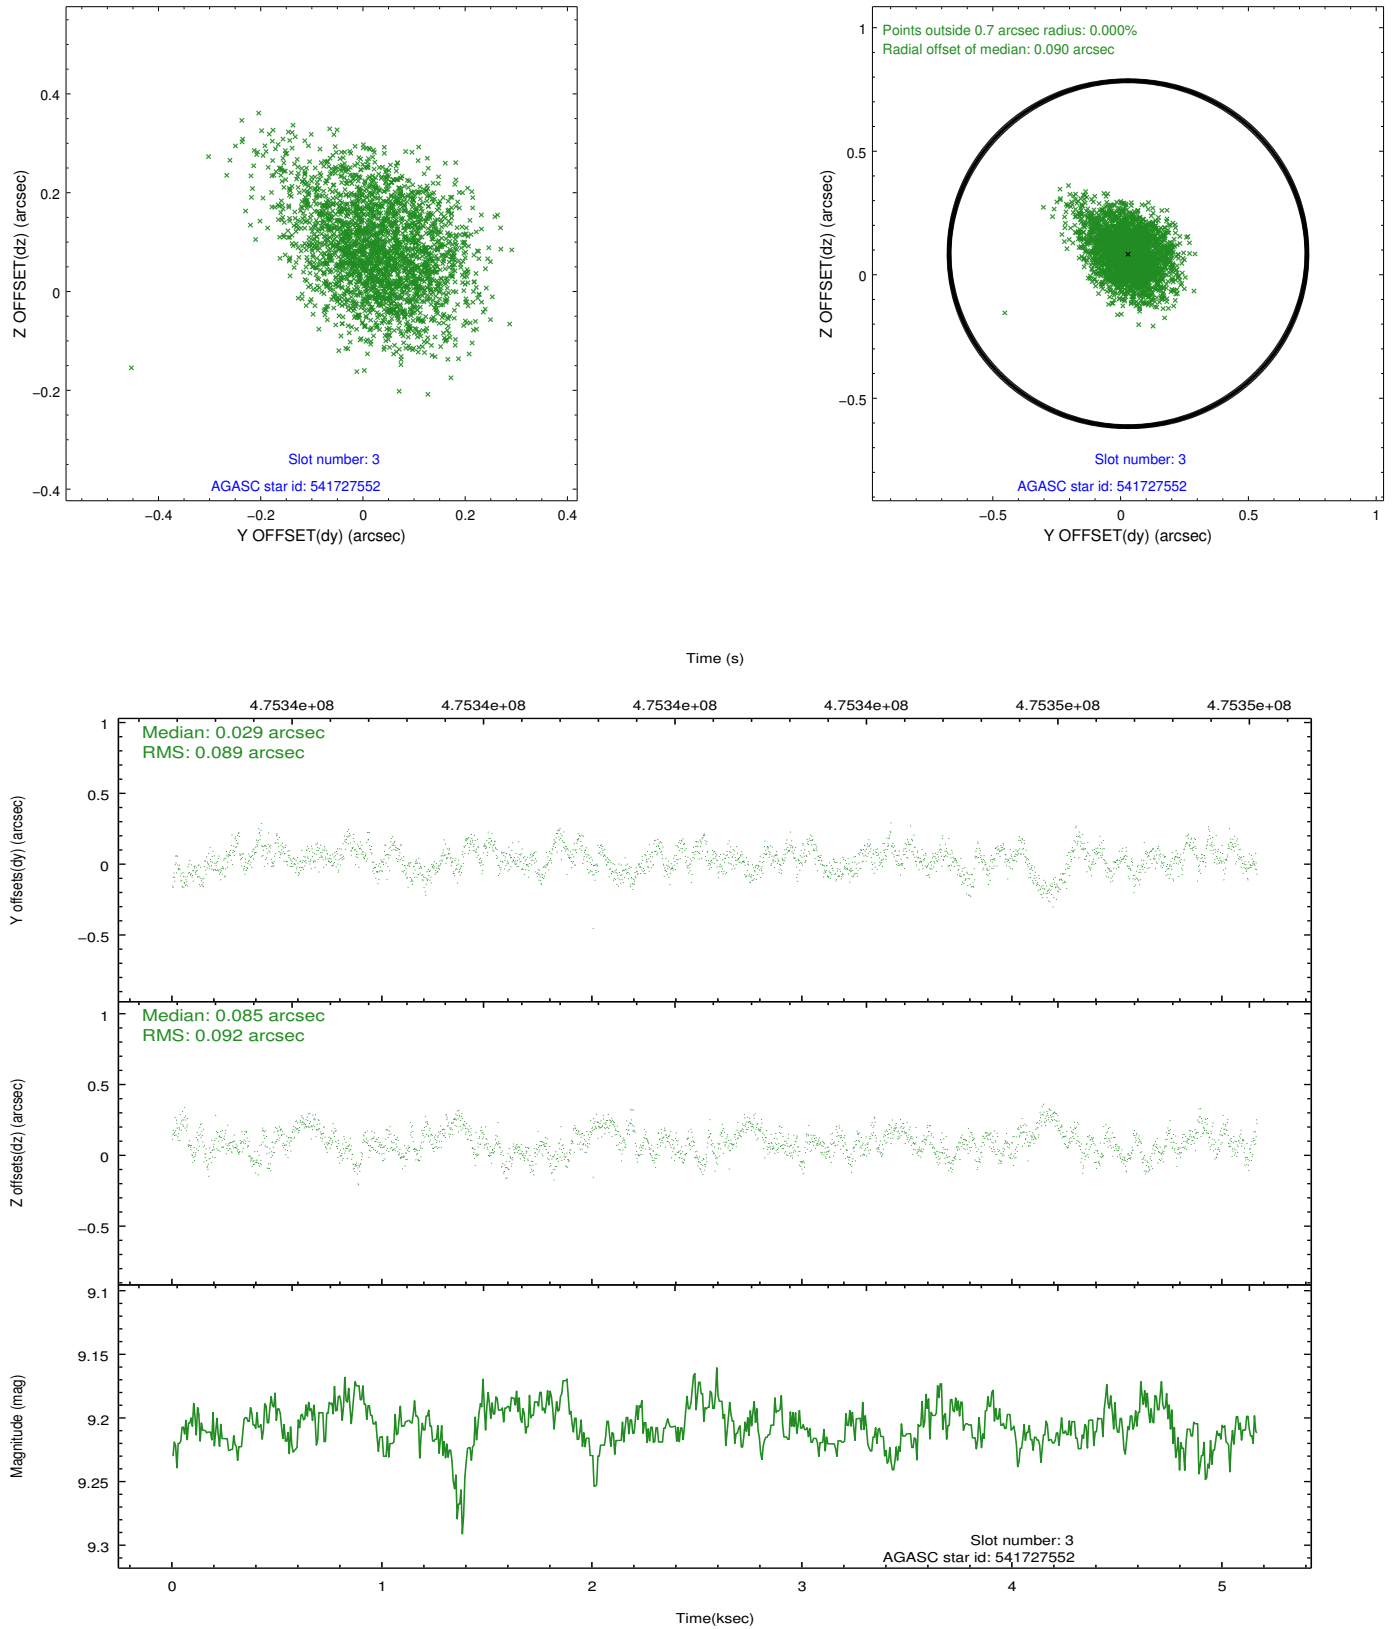 0.4
0.2
0
−0.2
−0.4
Z OFFSET(dz) (arcsec)
Slot number: 3
AGASC star id: 541727552
−0.4 −0.2 0 0.2 0.4
Y OFFSET(dy) (arcsec)
Points outside 0.7 arcsec radius: 0.000%
Radial offset of median: 0.090 arcsec
1
0.5
0
−0.5
Z OFFSET(dz) (arcsec)
Slot number: 3
AGASC star id: 541727552
−0.5 0 0.5 1
Y OFFSET(dy) (arcsec)
Time (s)
4.7534e+08 4.7534e+08 4.7534e+08 4.7534e+08 4.7535e+08 4.7535e+08
Median: 0.029 arcsec
RMS: 0.089 arcsec
1
0.5
0
−0.5
Y offsets(dy) (arcsec)
Median: 0.085 arcsec
RMS: 0.092 arcsec
1
0.5
0
−0.5
Z offsets(dz) (arcsec)
9.1
9.15
9.2
9.25
9.3
Magnitude (mag)
Slot number: 3
AGASC star id: 541727552
0 1 2 3 4 5
Time(ksec)